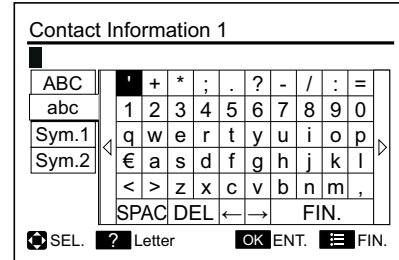 Contact Information 1
ABC ' + * ; . ? - / : =
abc 1 2 3 4 5 6 7 8 9 0
Sym.1 q w e r t y u i o p
Sym.2 € a s d f g h j k l
< > z x c v b n m ,
SPAC DEL ← → FIN.
SEL. ? Letter OK ENT. FIN.